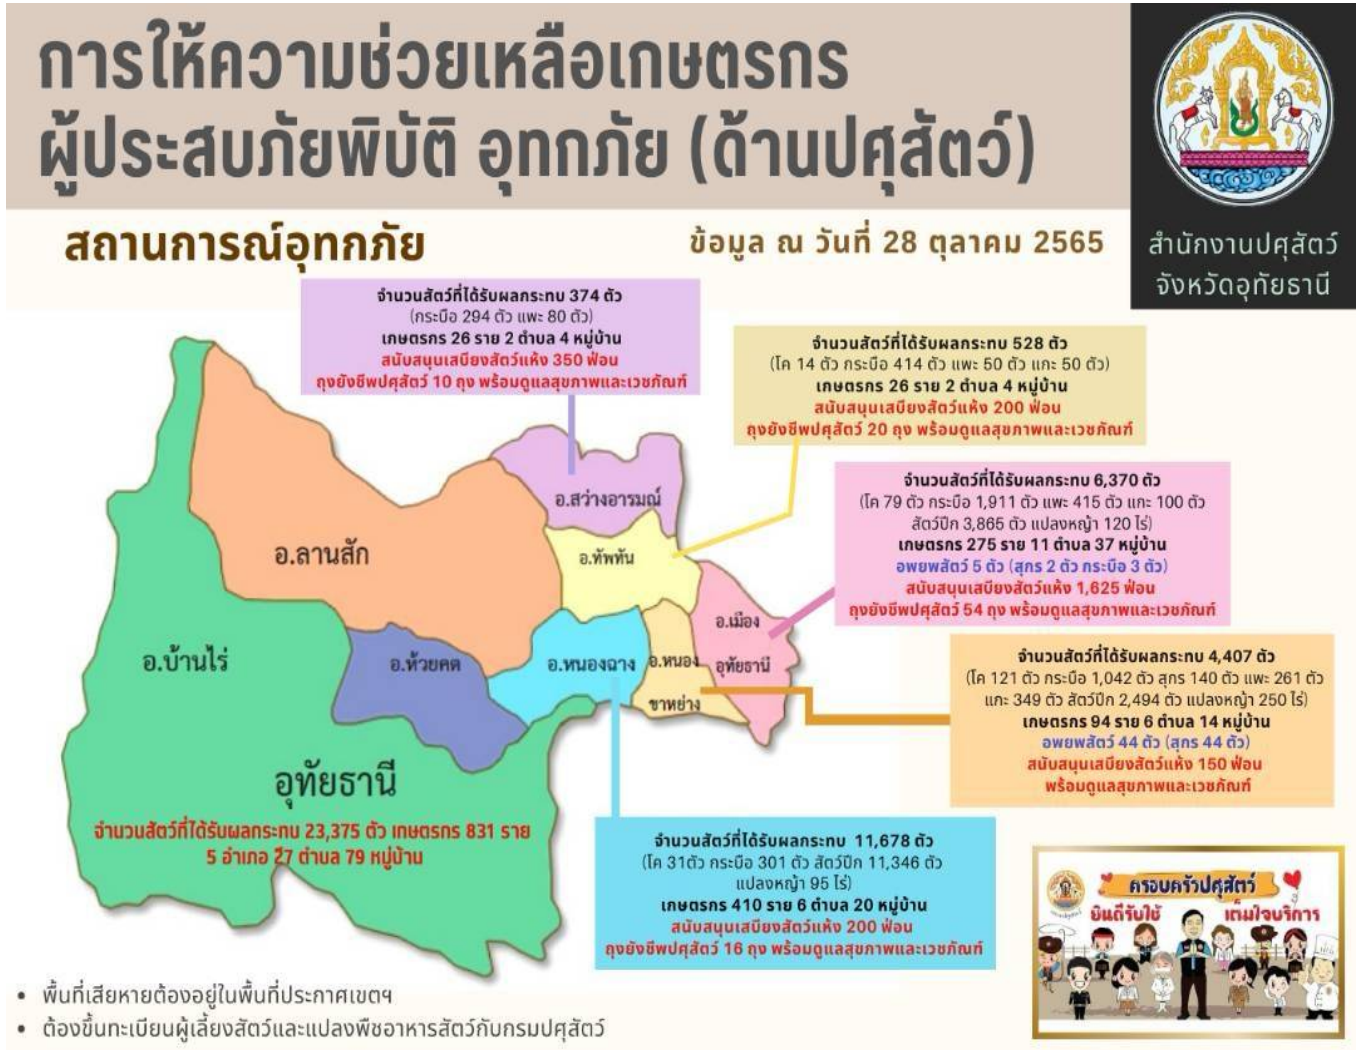 การให้ความช่วยเหลือเกษตรกร
ผู้ประสบภัยพิบัติ อุทกภัย (ด้านปศุสัตว์)
สำนักงานปศุสัตว์
จังหวัดอุทัยธานี
สถานการณ์อุทกภัย
ข้อมูล ณ วันที่ 28 ตุลาคม 2565
จำนวนสัตว์ที่ได้รับผลกระทบ 374 ตัว
(กระบือ 294 ตัว แพะ 80 ตัว)
เกษตรกร 26 ราย 2 ตำบล 4 หมู่บ้าน
สนับสนุนเสบียงสัตว์แห้ง 350 ฟ่อน
ถุงยังชีพปศุสัตว์ 10 ถุง พร้อมดูแลสุขภาพและเวชภัณฑ์
จำนวนสัตว์ที่ได้รับผลกระทบ 528 ตัว
(โค 14 ตัว กระบือ 414 ตัว แพะ 50 ตัว แกะ 50 ตัว)
เกษตรกร 26 ราย 2 ตำบล 4 หมู่บ้าน
สนับสนุนเสบียงสัตว์แห้ง 200 ฟ่อน
ถุงยังชีพปศุสัตว์ 20 ถุง พร้อมดูแลสุขภาพและเวชภัณฑ์
จำนวนสัตว์ที่ได้รับผลกระทบ 6,370 ตัว
(โค 79 ตัว กระบือ 1,911 ตัว แพะ 415 ตัว แกะ 100 ตัว
สัตว์ปีก 3,865 ตัว แปลงหญ้า 120 ไร่)
เกษตรกร 275 ราย 11 ตำบล 37 หมู่บ้าน
อพยพสัตว์ 5 ตัว (สุกร 2 ตัว กระบือ 3 ตัว)
สนับสนุนเสบียงสัตว์แห้ง 1,625 ฟ่อน
ถุงยังชีพปศุสัตว์ 54 ถุง พร้อมดูแลสุขภาพและเวชภัณฑ์
จำนวนสัตว์ที่ได้รับผลกระทบ 4,407 ตัว
(โค 121 ตัว กระบือ 1,042 ตัว สุกร 140 ตัว แพะ 261 ตัว
แกะ 349 ตัว สัตว์ปีก 2,494 ตัว แปลงหญ้า 250 ไร่)
เกษตรกร 94 ราย 6 ตำบล 14 หมู่บ้าน
อพยพสัตว์ 44 ตัว (สุกร 44 ตัว)
สนับสนุนเสบียงสัตว์แห้ง 150 ฟ่อน
พร้อมดูแลสุขภาพและเวชภัณฑ์
จำนวนสัตว์ที่ได้รับผลกระทบ 11,678 ตัว
(โค 31ตัว กระบือ 301 ตัว สัตว์ปีก 11,346 ตัว
แปลงหญ้า 95 ไร่)
เกษตรกร 410 ราย 6 ตำบล 20 หมู่บ้าน
สนับสนุนเสบียงสัตว์แห้ง 200 ฟ่อน
ถุงยังชีพปศุสัตว์ 16 ถุง พร้อมดูแลสุขภาพและเวชภัณฑ์
อ.สว่างอารมณ์
อ.ลานสัก
อ.ทัพทัน
อ.เมือง
อุทัยธานี
อ.บ้านไร่
อ.ห้วยคต
อ.หนองฉาง
อ.หนอง
ขาหย่าง
อุทัยธานี
จำนวนสัตว์ที่ได้รับผลกระทบ 23,375 ตัว เกษตรกร 831 ราย
5 อำเภอ 27 ตำบล 79 หมู่บ้าน
ครอบครัวปศุสัตว์
ยินดีรับใช้ เต็มใจบริการ
• พื้นที่เสียหายต้องอยู่ในพื้นที่ประกาศเขตฯ
• ต้องขึ้นทะเบียนผู้เลี้ยงสัตว์และแปลงพืชอาหารสัตว์กับกรมปศุสัตว์